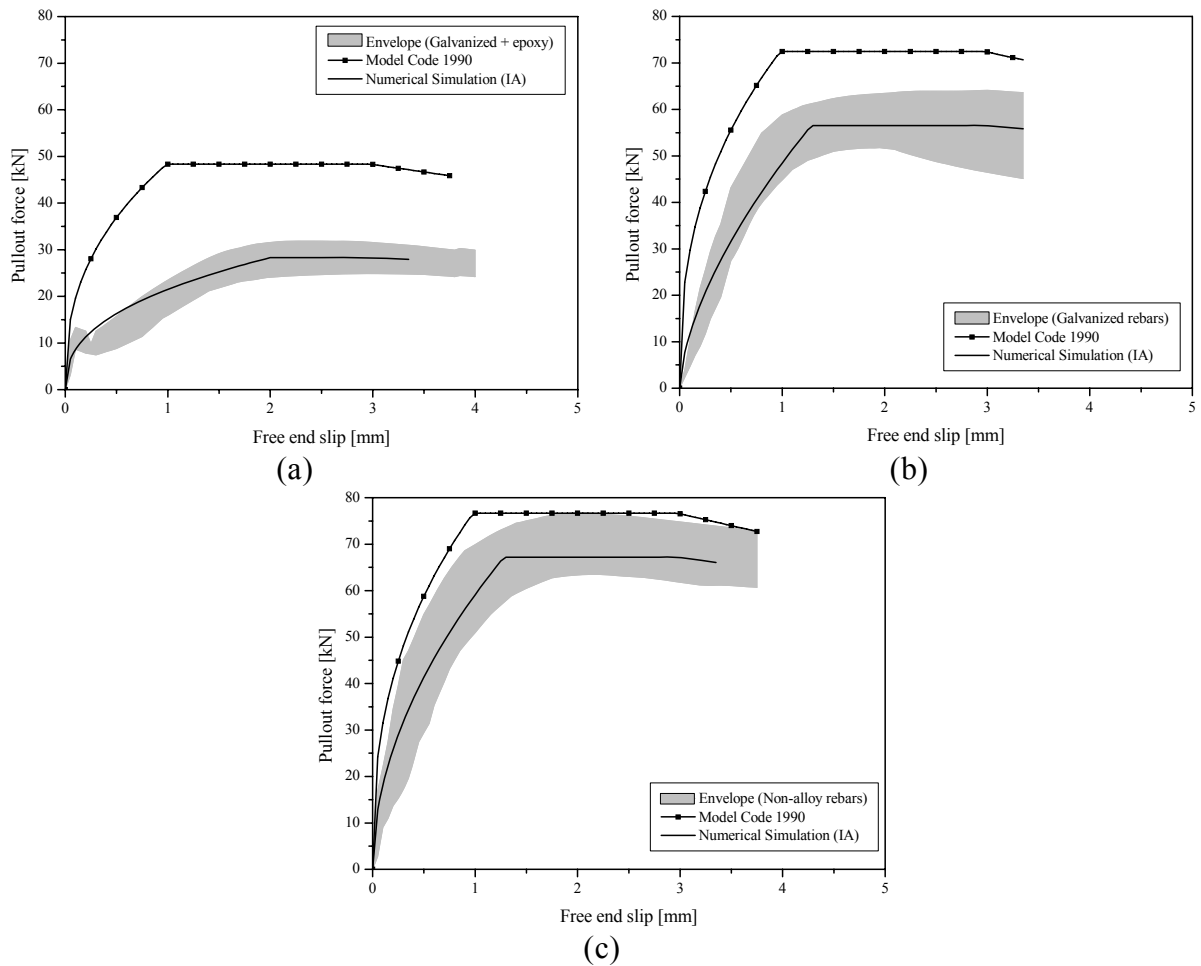 80
70
60
50
40
30
20
10
0
Pullout force [kN]
Envelope (Galvanized + epoxy)
Model Code 1990
Numerical Simulation (IA)
0 1 2 3 4 5
Free end slip [mm]
(a)
80
70
60
50
40
30
20
10
0
Pullout force [kN]
Envelope (Galvanized rebars)
Model Code 1990
Numerical Simulation (IA)
0 1 2 3 4 5
Free end slip [mm]
(b)
80
70
60
50
40
30
20
10
0
Pullout force [kN]
Envelope (Non-alloy rebars)
Model Code 1990
Numerical Simulation (IA)
0 1 2 3 4 5
Free end slip [mm]
(c)